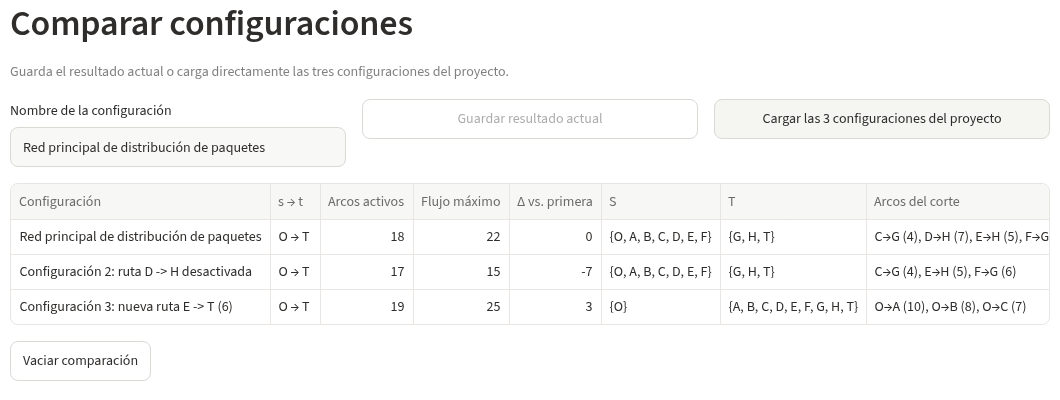 Comparar configuraciones
Guarda el resultado actual o carga directamente las tres configuraciones del proyecto.
Nombre de la configuración
Red principal de distribución de paquetes
Guardar resultado actual
Cargar las 3 configuraciones del proyecto
Configuración s → t Arcos activos Flujo máximo Δ vs. primera S T Arcos del corte
Red principal de distribución de paquetes O → T 18 22 0 {O, A, B, C, D, E, F} {G, H, T} C→G (4), D→H (7), E→H (5), F→G
Configuración 2: ruta D -> H desactivada O → T 17 15 -7 {O, A, B, C, D, E, F} {G, H, T} C→G (4), E→H (5), F→G (6)
Configuración 3: nueva ruta E -> T (6) O → T 19 25 3 {O} {A, B, C, D, E, F, G, H, T} O→A (10), O→B (8), O→C (7)
Vaciar comparación